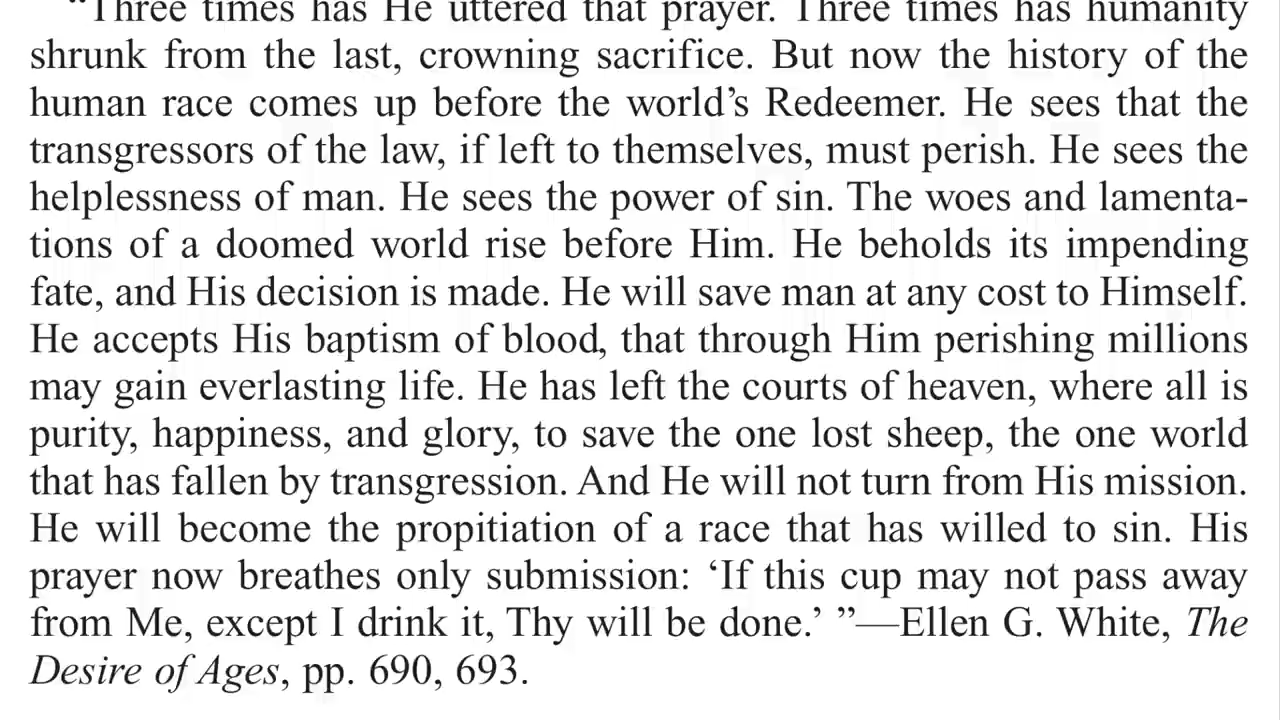 “Three times has He uttered that prayer. Three times has humanity
shrunk from the last, crowning sacrifice. But now the history of the
human race comes up before the world’s Redeemer. He sees that the
transgressors of the law, if left to themselves, must perish. He sees the
helplessness of man. He sees the power of sin. The woes and lamenta-
tions of a doomed world rise before Him. He beholds its impending
fate, and His decision is made. He will save man at any cost to Himself.
He accepts His baptism of blood, that through Him perishing millions
may gain everlasting life. He has left the courts of heaven, where all is
purity, happiness, and glory, to save the one lost sheep, the one world
that has fallen by transgression. And He will not turn from His mission.
He will become the propitiation of a race that has willed to sin. His
prayer now breathes only submission: ‘If this cup may not pass away
from Me, except I drink it, Thy will be done.’ ”—Ellen G. White, The
Desire of Ages, pp. 690, 693.